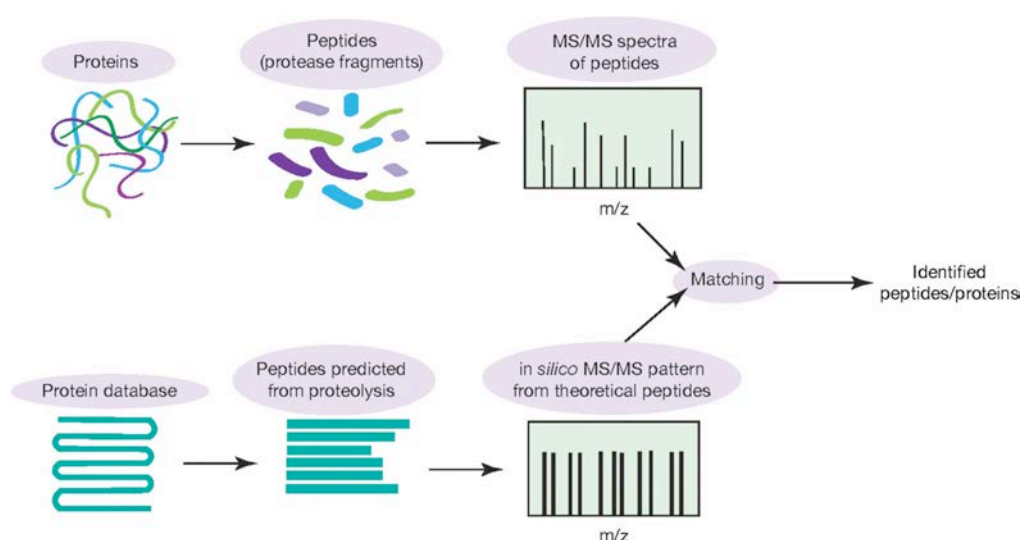 Proteins
Peptides
(protease fragments)
MS/MS spectra
of peptides
m/z
Matching
Identified
peptides/proteins
Protein database
Peptides predicted
from proteolysis
in silico MS/MS pattern
from theoretical peptides
m/z